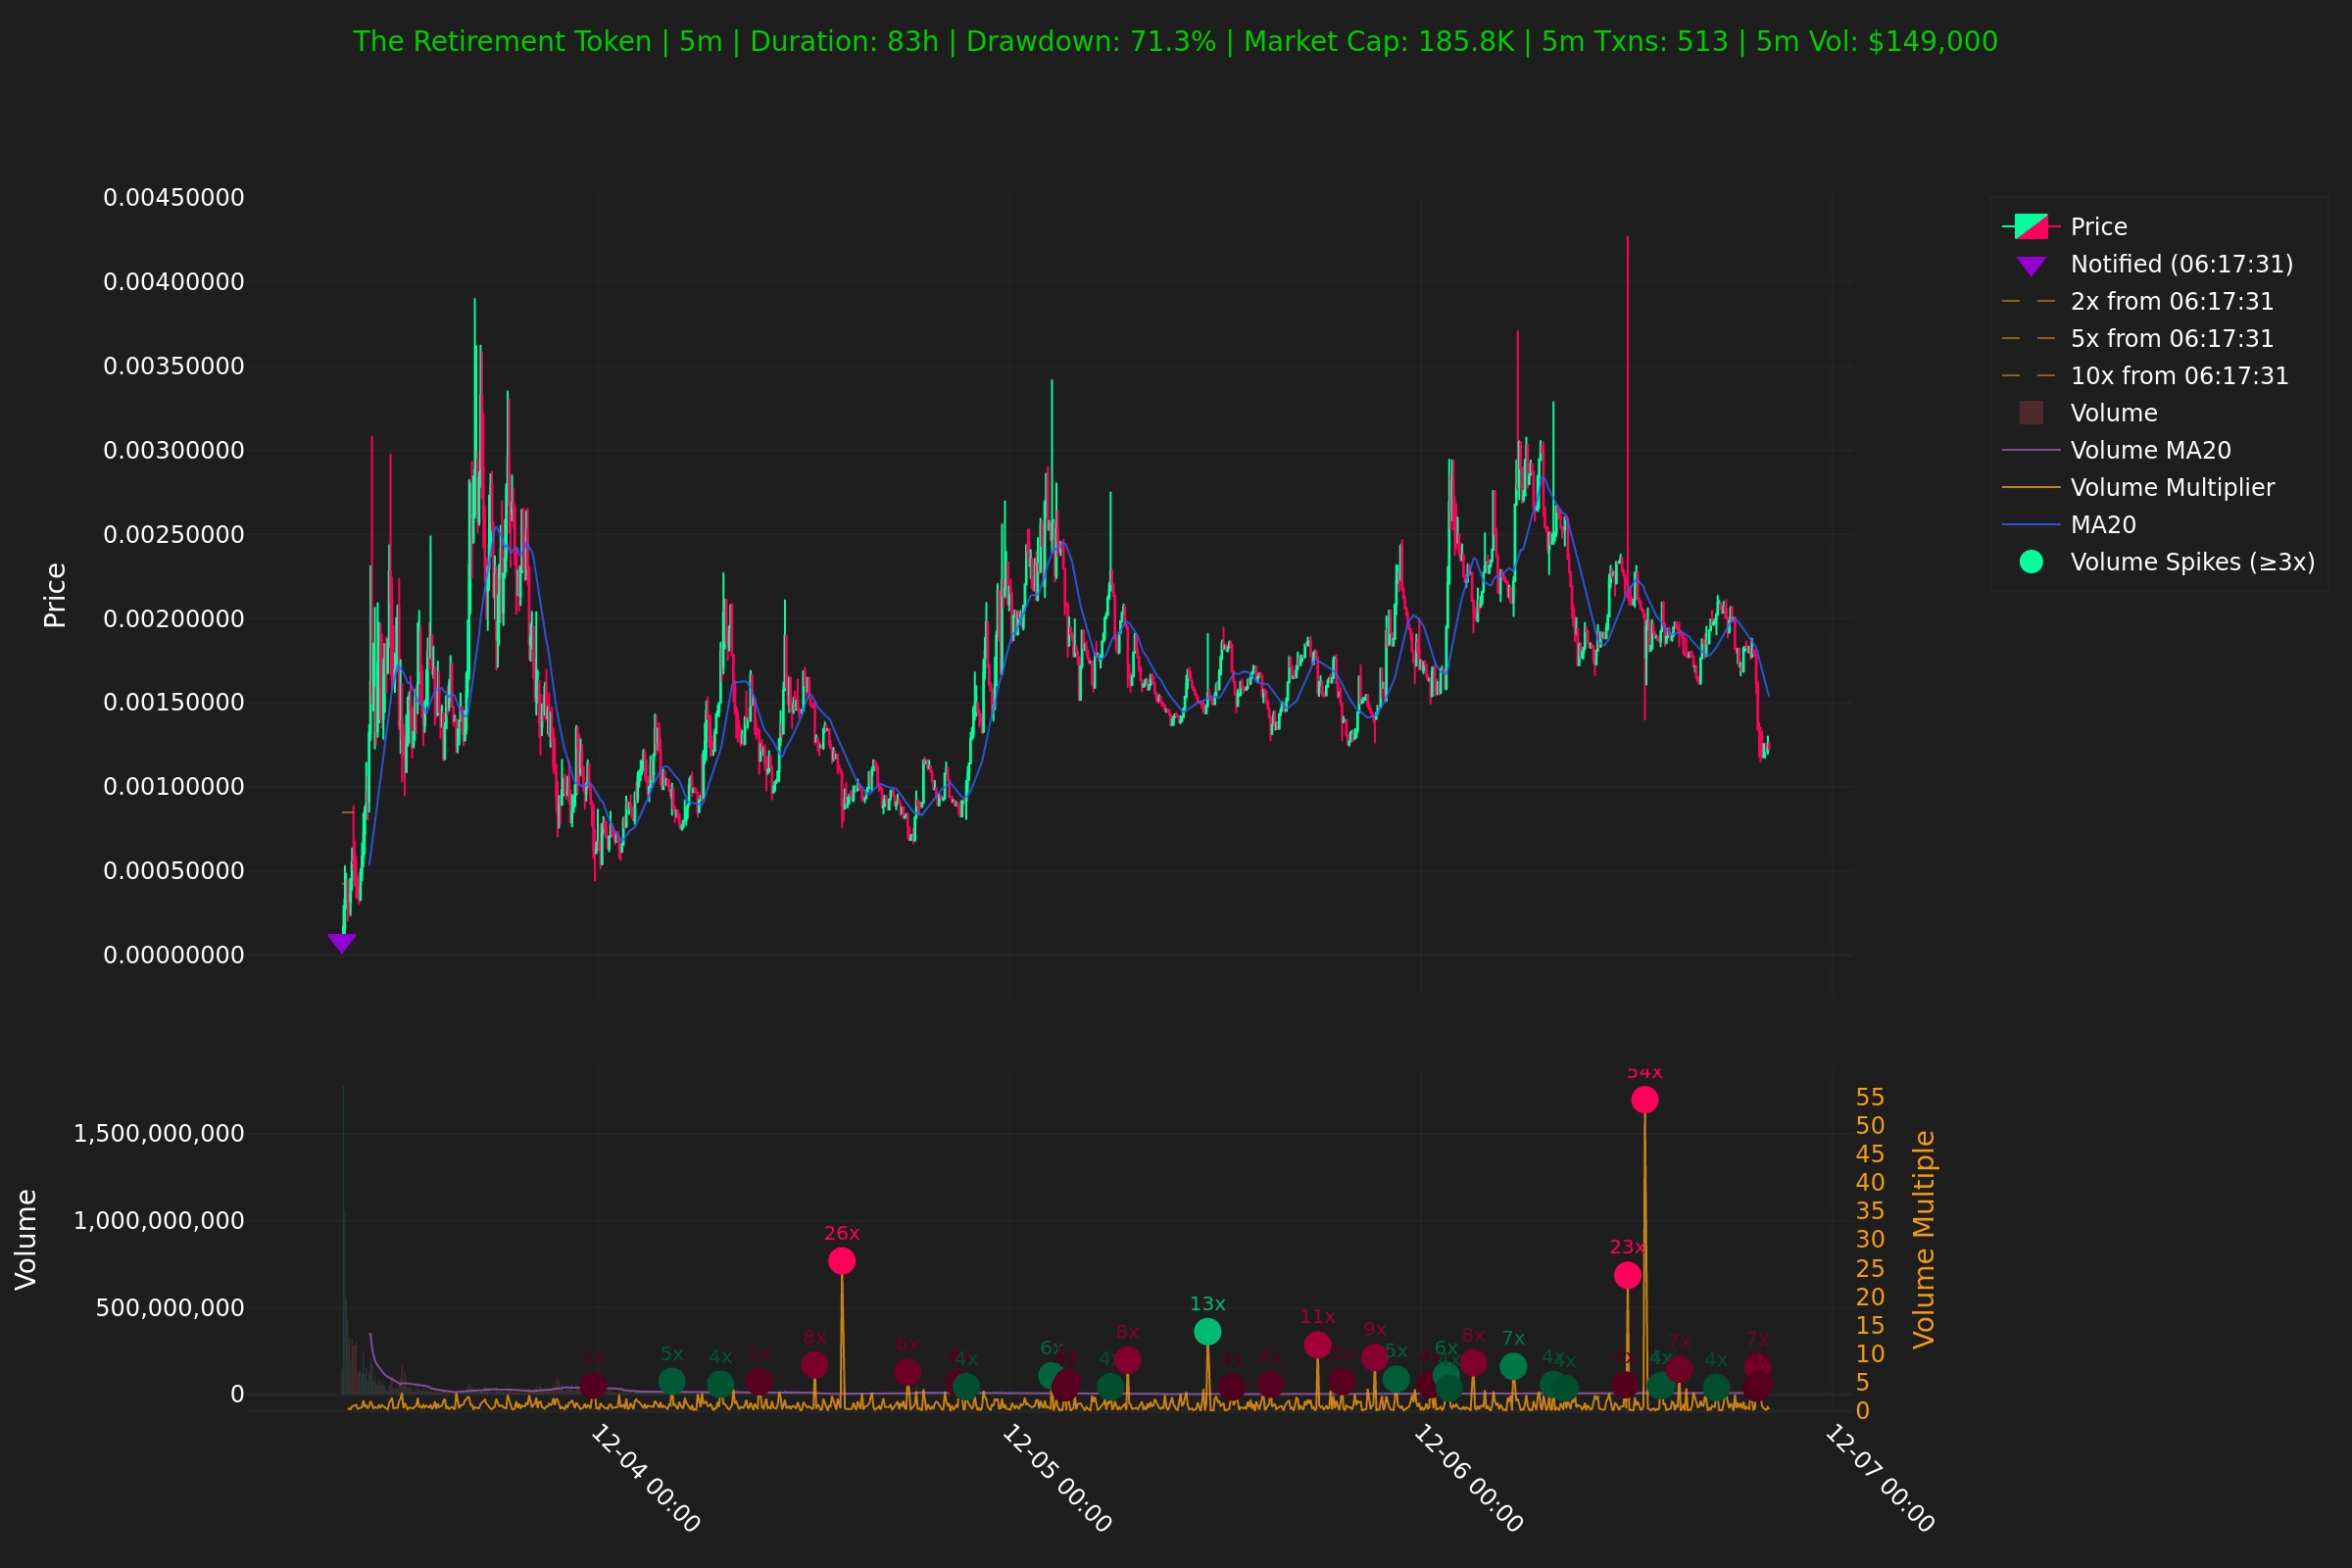 The Retirement Token | 5m | Duration: 83h | Drawdown: 71.3% | Market Cap: 185.8K | 5m Txns: 513 | 5m Vol: $149,000
Price
0.00450000
0.00400000
0.00350000
0.00300000
0.00250000
0.00200000
0.00150000
0.00100000
0.00050000
0.00000000
Price
Notified (06:17:31)
2x from 06:17:31
5x from 06:17:31
10x from 06:17:31
Volume
Volume MA20
Volume Multiplier
MA20
Volume Spikes (≥3x)
Volume
1,500,000,000
1,000,000,000
500,000,000
0
4x
5x
4x
5x
8x
26x
6x
4x
6x
4x
8x
13x
4x
4x
11x
9x
5x
6x
8x
7x
4x
4x
23x
54x
4x
7x
4x
7x
55
50
45
40
35
30
25
20
15
10
5
0
Volume Multiple
12-04 00:00
12-05 00:00
12-06 00:00
12-07 00:00